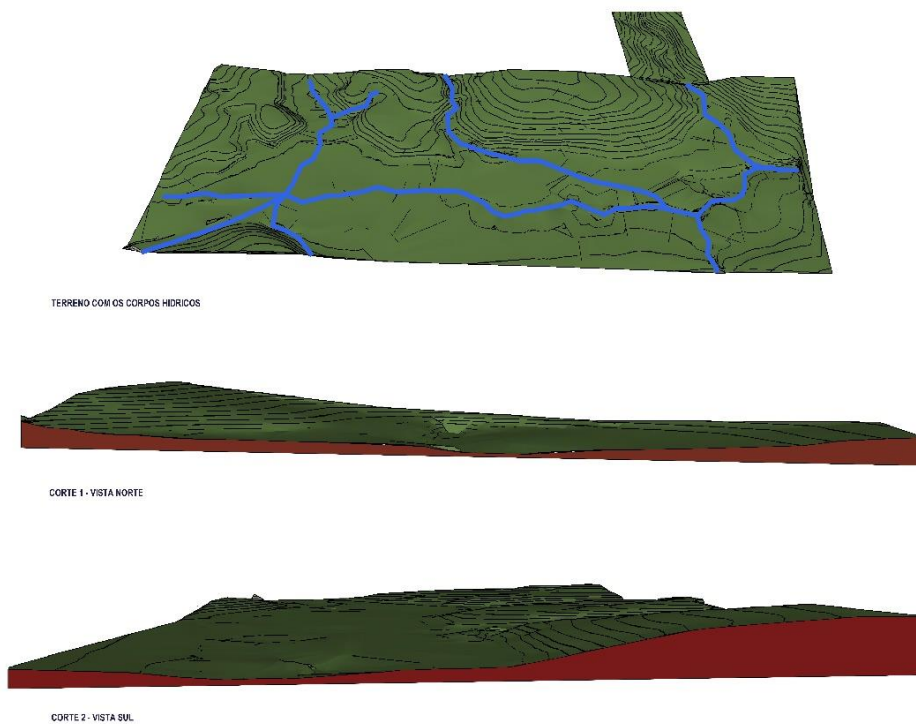 TERRENO COM OS CORPOS HIDRICOS
CORTE 1 - VISTA NORTE
CORTE 2 - VISTA SUL